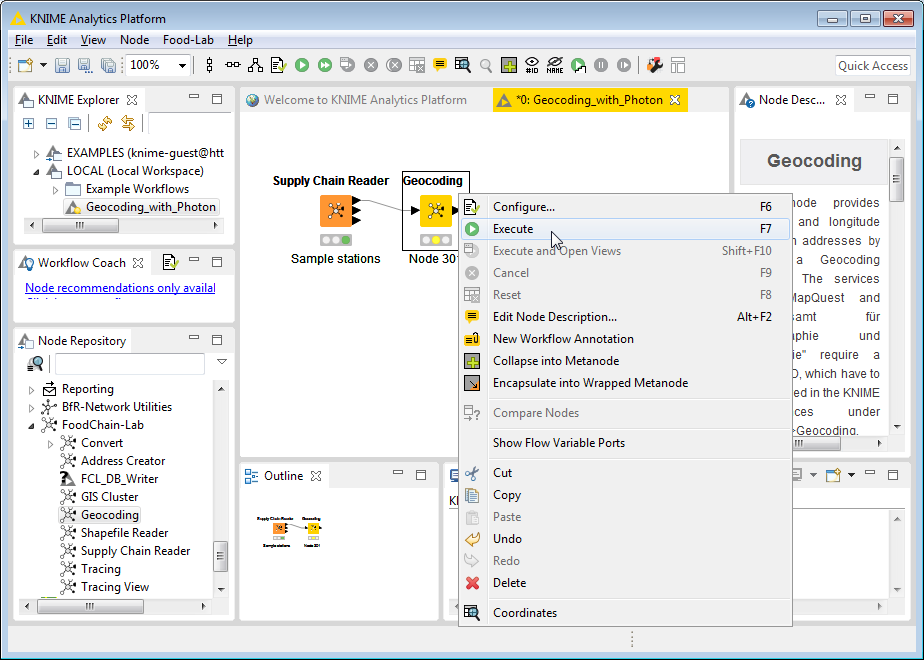 KNIME Analytics Platform
File Edit View Node Food-Lab Help
100%
#ID
NAME
Quick Access
KNIME Explorer
EXAMPLES (knime-guest@htt
LOCAL (Local Workspace)
Example Workflows
Geocoding_with_Photon
Workflow Coach
Node recommendations only availal
Node Repository
Reporting
BfR-Network Utilities
FoodChain-Lab
Convert
Address Creator
FCL_DB_Writer
GIS Cluster
Geocoding
Shapefile Reader
Supply Chain Reader
Tracing
Tracing View
Welcome to KNIME Analytics Platform
*0: Geocoding_with_Photon
Supply Chain Reader
Geocoding
Sample stations
Node 301
Configure... F6
Execute F7
Execute and Open Views Shift+F10
Cancel F9
Reset F8
Edit Node Description... Alt+F2
New Workflow Annotation
Collapse into Metanode
Encapsulate into Wrapped Metanode
Compare Nodes
Show Flow Variable Ports
Cut
Copy
Paste
Undo
Redo
Delete
Coordinates
Outline
Supply Chain Reader
Geocoding
Sample stations
Node 301
Node Desc...
Geocoding
node provides
and longitude
addresses by
a Geocoding
The services
MapQuest and
für
und
require a
, which have to
ed in the KNIME
under
>Geocoding.